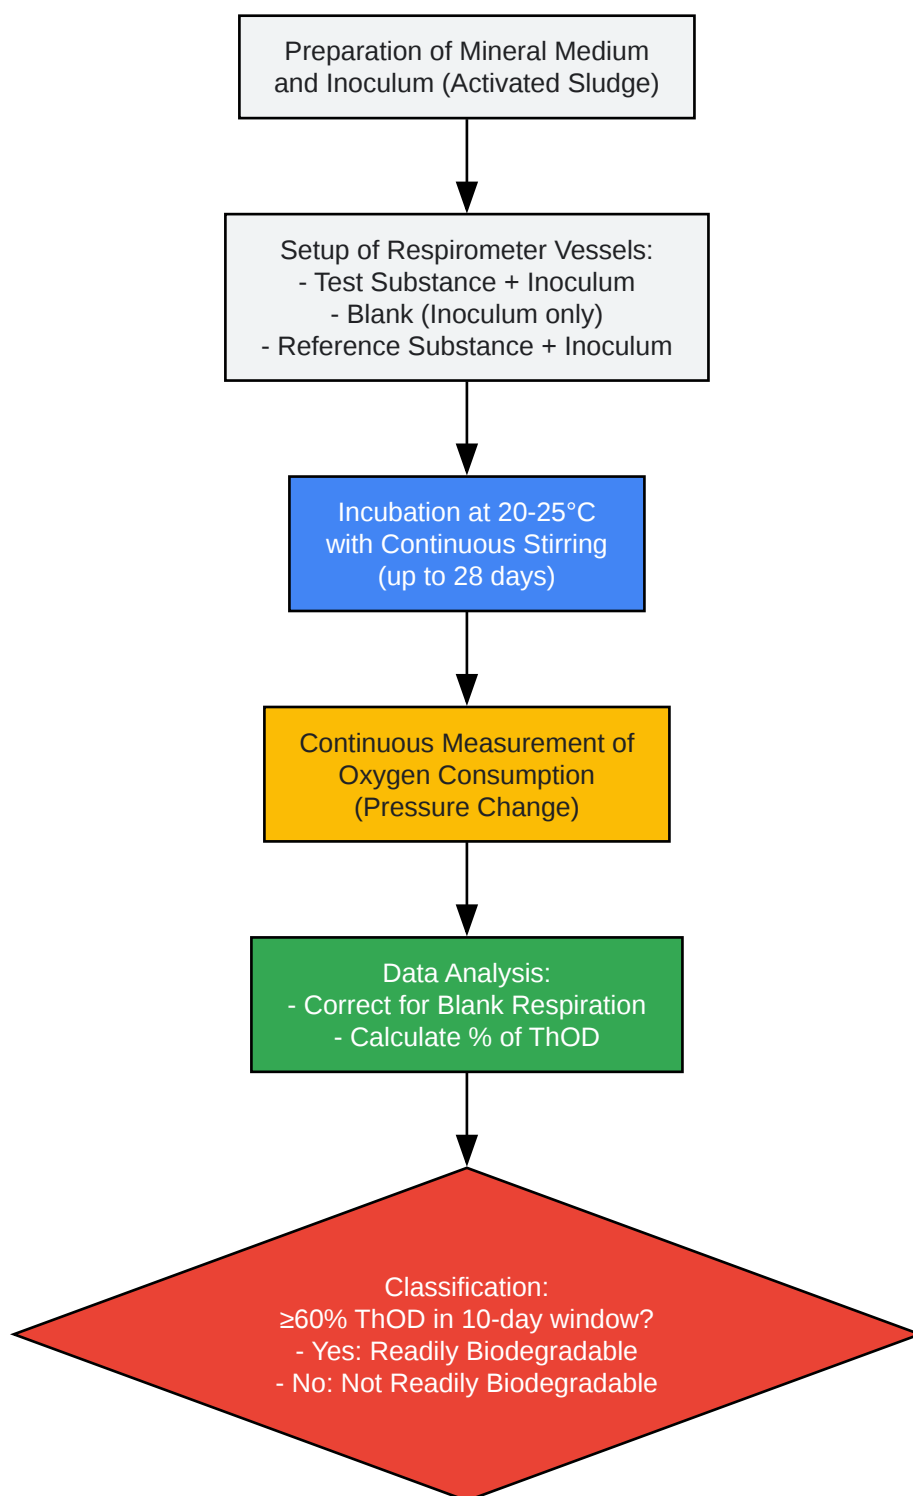 Preparation of Mineral Medium
and Inoculum (Activated Sludge)
Setup of Respirometer Vessels:
- Test Substance + Inoculum
- Blank (Inoculum only)
- Reference Substance + Inoculum
Incubation at 20-25°C
with Continuous Stirring
(up to 28 days)
Continuous Measurement of
Oxygen Consumption
(Pressure Change)
Data Analysis:
- Correct for Blank Respiration
- Calculate % of ThOD
Classification:
≥60% ThOD in 10-day window?
- Yes: Readily Biodegradable
- No: Not Readily Biodegradable